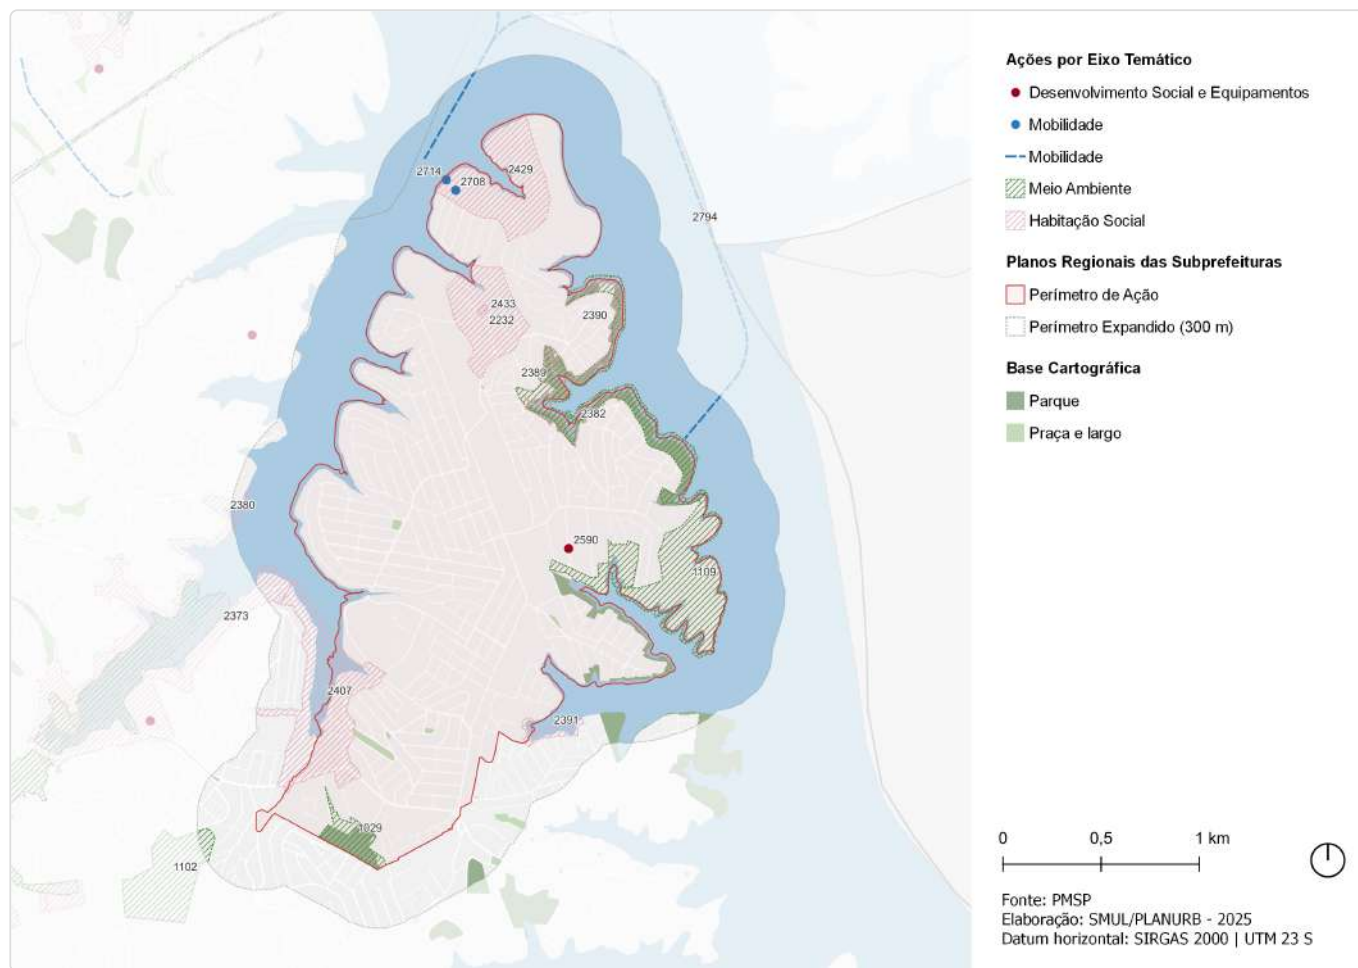 Ações por Eixo Temático
Desenvolvimento Social e Equipamentos
Mobilidade
Mobilidade
Meio Ambiente
Habitação Social
Planos Regionais das Subprefeituras
Perímetro de Ação
Perímetro Expandido (300 m)
Base Cartográfica
Parque
Praça e largo
2429
2714
2708
2794
2433
2232
2390
2389
2382
2380
2590
1109
2373
2407
2391
1029
1102
0 0,5 1 km
Fonte: PMSP
Elaboração: SMUL/PLANURB - 2025
Datum horizontal: SIRGAS 2000 | UTM 23 S